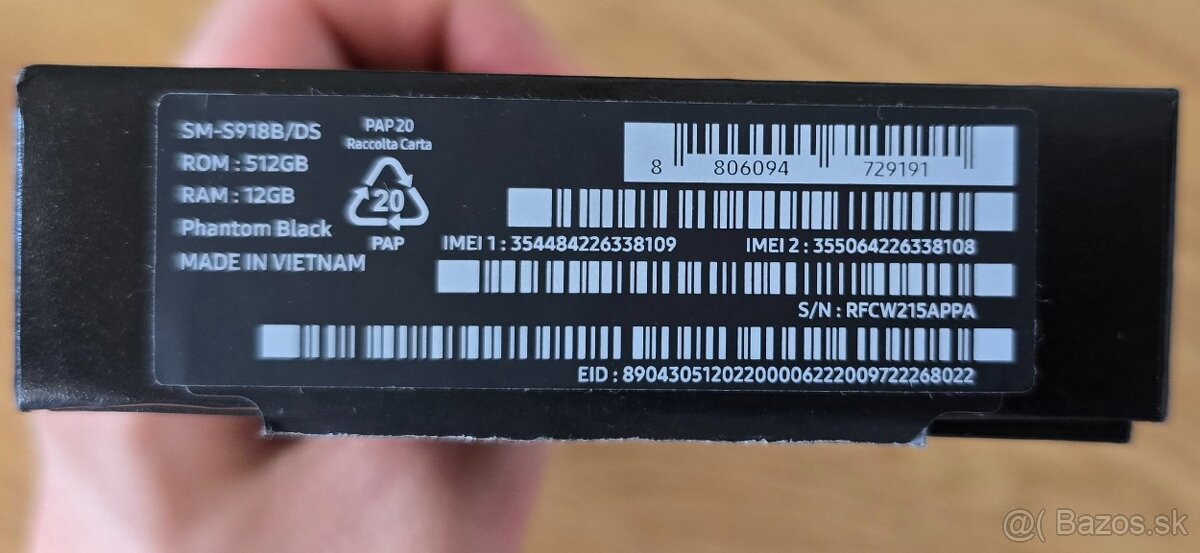 SM-S918B/DS
ROM : 512GB
RAM : 12GB
Phantom Black
MADE IN VIETNAM
PAP 20
Raccolta Carta
20
PAP
8 806094 729191
IMEI 1 : 354484226338109 IMEI 2 : 355064226338108
S/N : RFCW215APPA
EID : 89043051202200006222009722268022
@( Bazos.sk